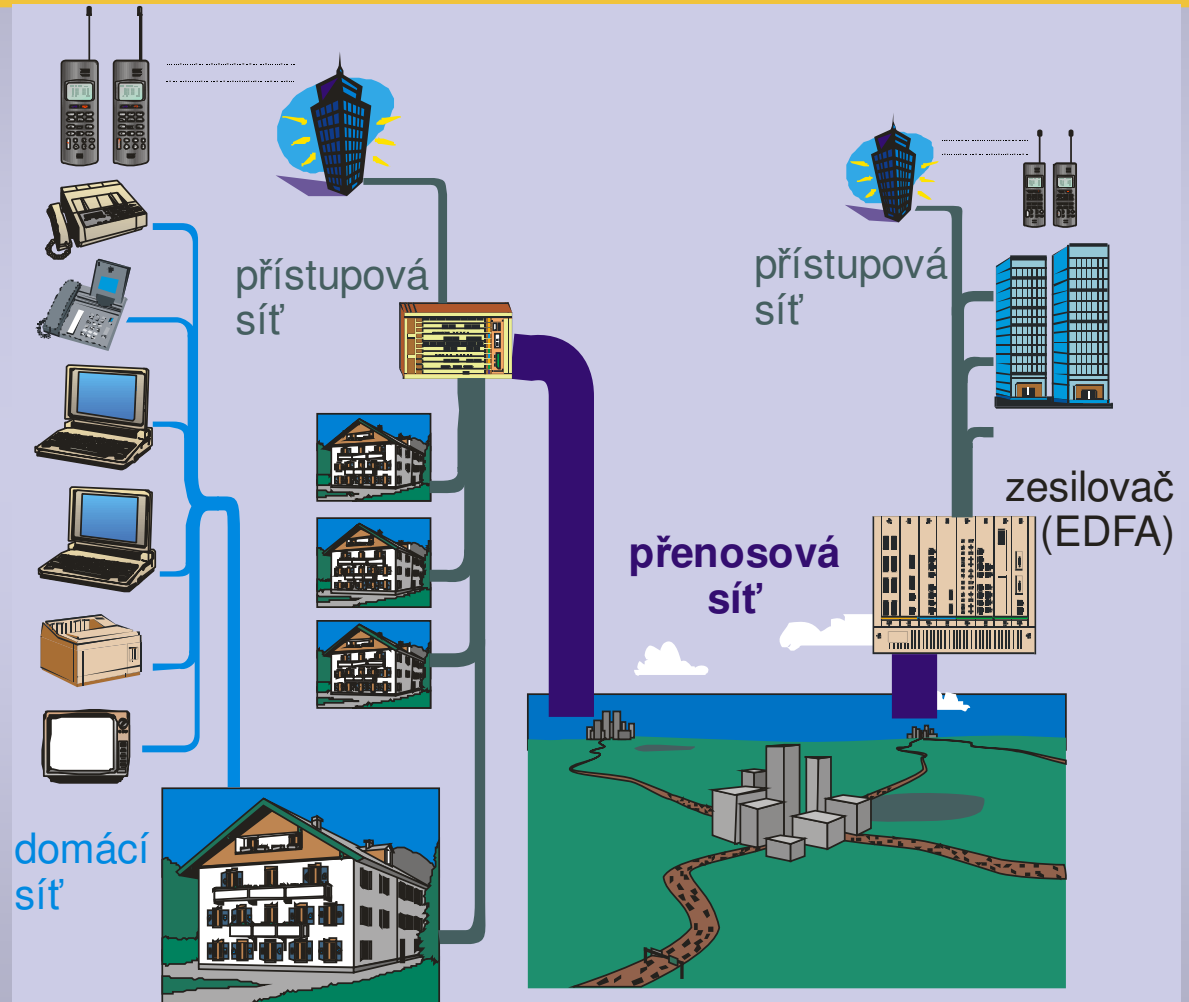 přístupová
síť
přístupová
síť
zesilovač
(EDFA)
přenosová
síť
domácí
síť